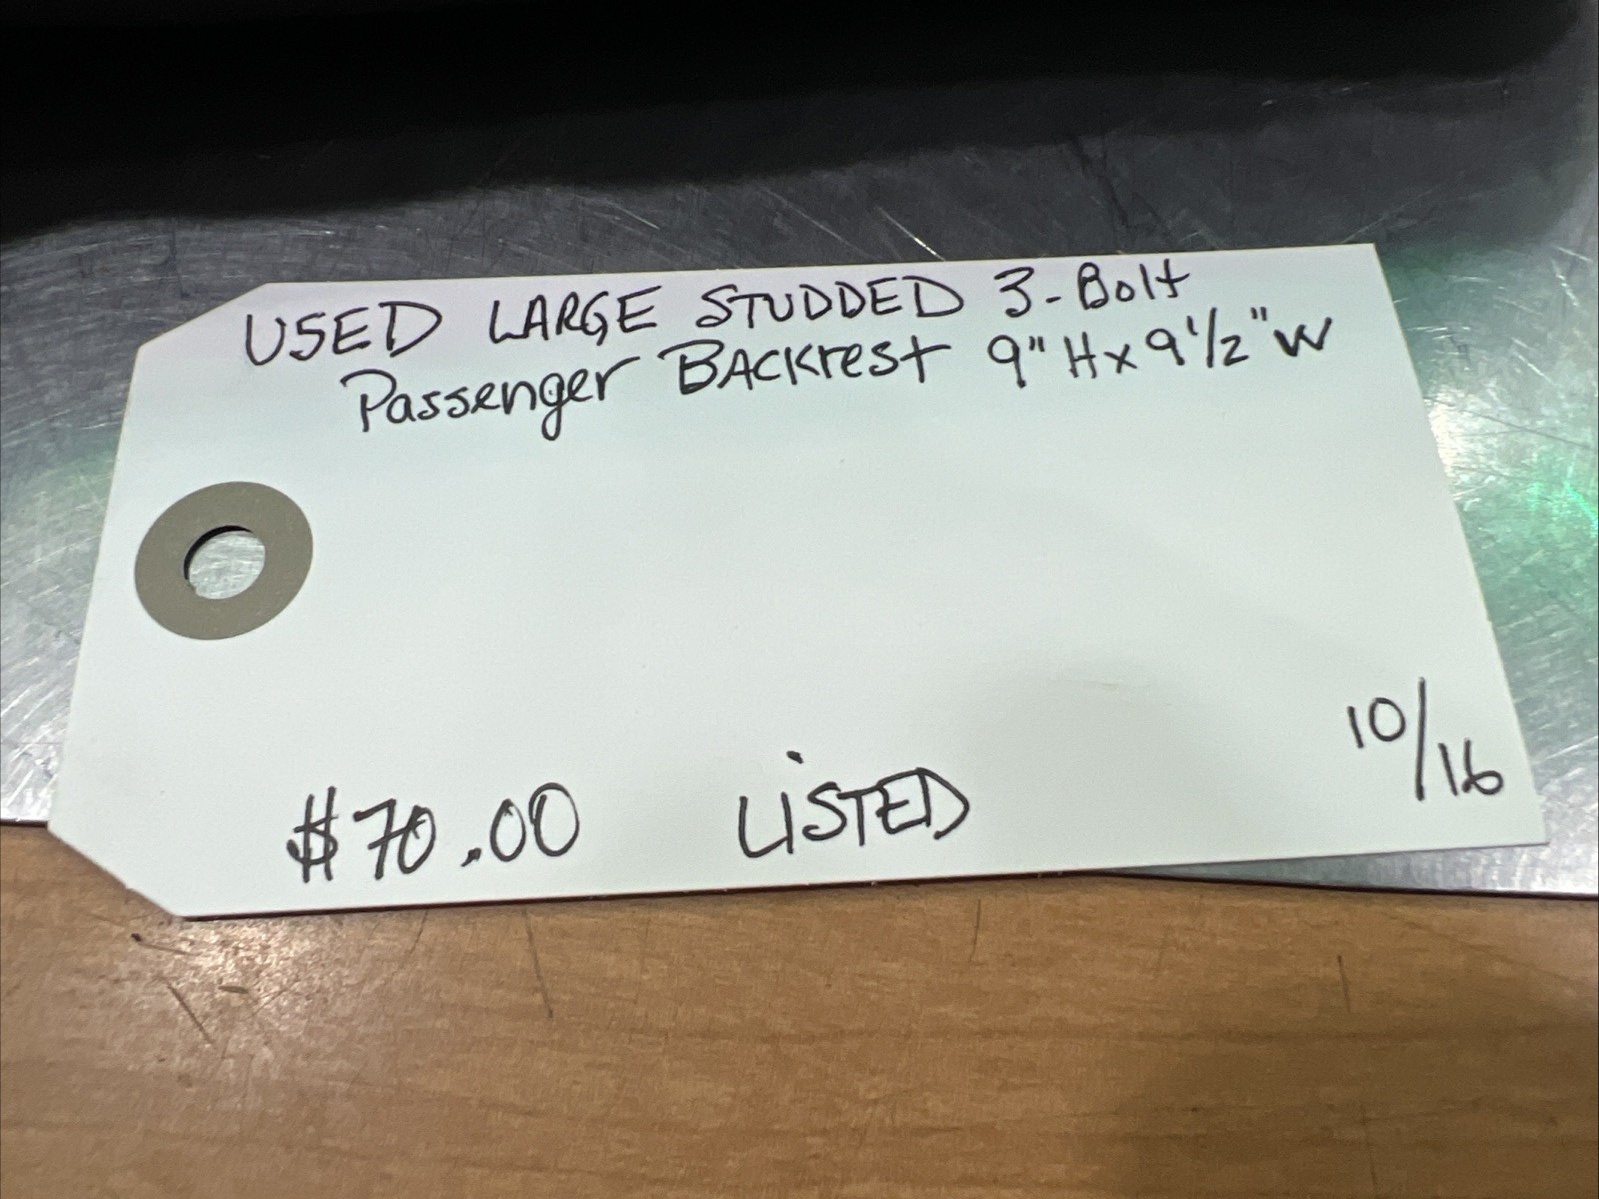 USED LARGE STUDDED 3-Bolt
Passenger BACKrest 9" H x 9 1/2" W
10/16
$70.00 LiSTED